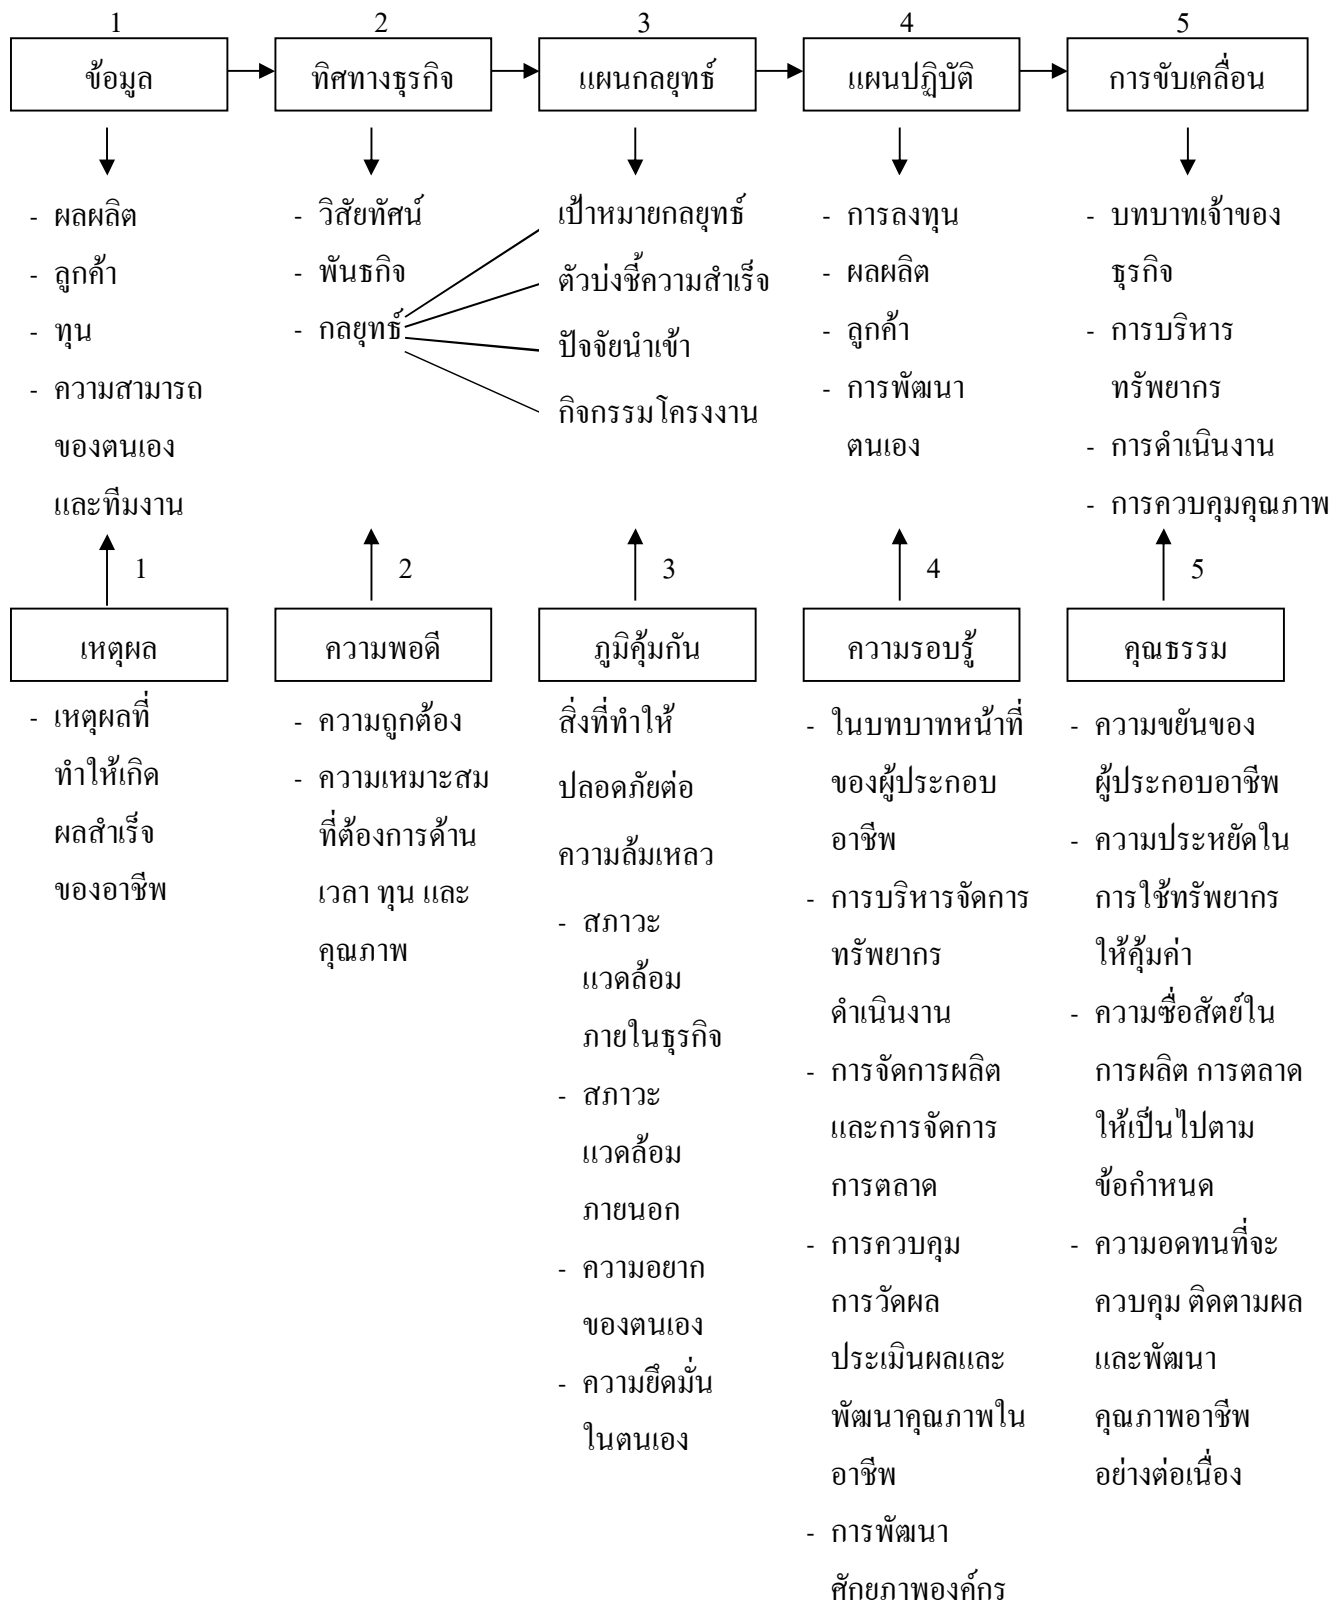 1
2
3
4
5
ข้อมูล
ทิศทางธุรกิจ
แผนกลยุทธ์
แผนปฏิบัติ
การขับเคลื่อน
- ผลผลิต
- ลูกค้า
- ทุน
- ความสามารถ
ของตนเอง
และทีมงาน
- วิสัยทัศน์
- พันธกิจ
- กลยุทธ์
เป้าหมายกลยุทธ์
ตัวบ่งชี้ความสำเร็จ
ปัจจัยนำเข้า
กิจกรรมโครงงาน
- การลงทุน
- ผลผลิต
- ลูกค้า
- การพัฒนา
ตนเอง
- บทบาทเจ้าของ
ธุรกิจ
- การบริหาร
ทรัพยากร
- การดำเนินงาน
- การควบคุมคุณภาพ
1
2
3
4
5
เหตุผล
ความพอดี
ภูมิคุ้มกัน
ความรอบรู้
คุณธรรม
- เหตุผลที่
ทำให้เกิด
ผลสำเร็จ
ของอาชีพ
- ความถูกต้อง
- ความเหมาะสม
ที่ต้องการด้าน
เวลา ทุน และ
คุณภาพ
สิ่งที่ทำให้
ปลอดภัยต่อ
ความล้มเหลว
- สภาวะ
แวดล้อม
ภายในธุรกิจ
- สภาวะ
แวดล้อม
ภายนอก
- ความอยาก
ของตนเอง
- ความยึดมั่น
ในตนเอง
- ในบทบาทหน้าที่
ของผู้ประกอบ
อาชีพ
- การบริหารจัดการ
ทรัพยากร
ดำเนินงาน
- การจัดการผลิต
และการจัดการ
การตลาด
- การควบคุม
การวัดผล
ประเมินผลและ
พัฒนาคุณภาพใน
อาชีพ
- การพัฒนา
ศักยภาพองค์กร
- ความขยันของ
ผู้ประกอบอาชีพ
- ความประหยัดใน
การใช้ทรัพยากร
ให้คุ้มค่า
- ความซื่อสัตย์ใน
การผลิต การตลาด
ให้เป็นไปตาม
ข้อกำหนด
- ความอดทนที่จะ
ควบคุม ติดตามผล
และพัฒนา
คุณภาพอาชีพ
อย่างต่อเนื่อง